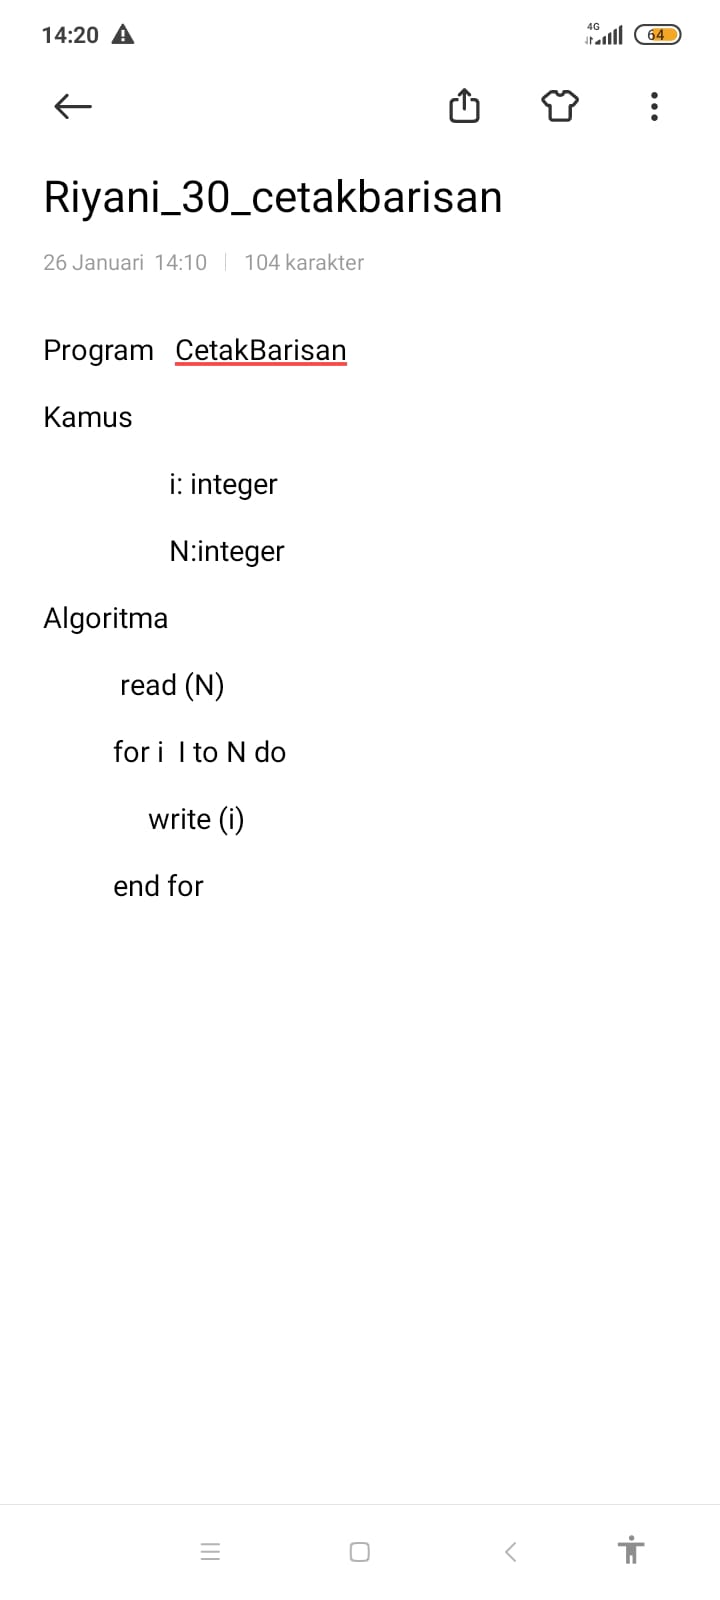 14:20
4G
64
Riyani_30_cetakbarisan
26 Januari 14:10 | 104 karakter
Program CetakBarisan
Kamus
i: integer
N:integer
Algoritma
read (N)
for i I to N do
write (i)
end for